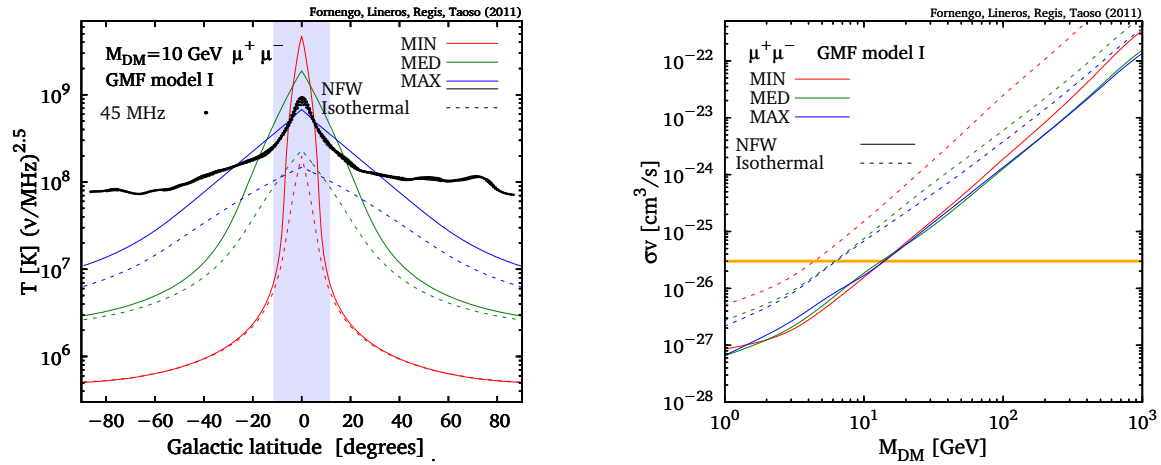 Fornengo, Lineros, Regis, Taoso (2011)
M_DM=10 GeV μ⁺ μ⁻
GMF model I
45 MHz
MIN
MED
MAX
NFW
Isothermal
T [K] (ν/MHz)^2.5
10^9
10^8
10^7
10^6
−80 −60 −40 −20 0 20 40 60 80
Galactic latitude [degrees]
Fornengo, Lineros, Regis, Taoso (2011)
μ⁺μ⁻ GMF model I
MIN
MED
MAX
NFW
Isothermal
σv [cm^3/s]
10^−22
10^−23
10^−24
10^−25
10^−26
10^−27
10^−28
10^0 10^1 10^2 10^3
M_DM [GeV]